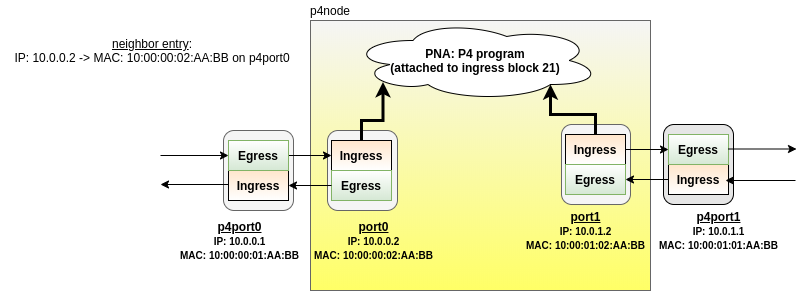 p4node
neighbor entry:
IP: 10.0.0.2 -> MAC: 10:00:00:02:AA:BB on p4port0
PNA: P4 program
(attached to ingress block 21)
Egress
Ingress
Ingress
Egress
Ingress
Egress
Egress
Ingress
p4port0
IP: 10.0.0.1
MAC: 10:00:00:01:AA:BB
port0
IP: 10.0.0.2
MAC: 10:00:00:02:AA:BB
port1
IP: 10.0.1.2
MAC: 10:00:01:02:AA:BB
p4port1
IP: 10.0.1.1
MAC: 10:00:01:01:AA:BB